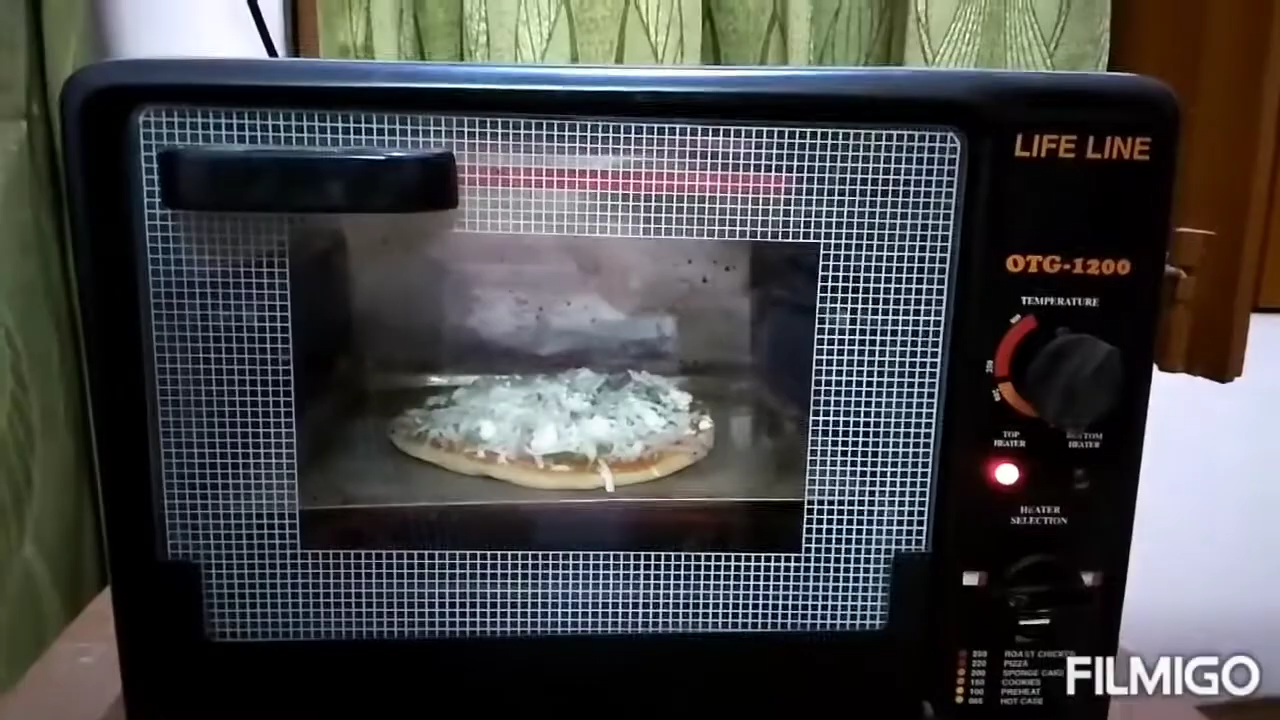 LIFE LINE
OTG-1200
TEMPERATURE
TOP HEATER
BOTTOM HEATER
HEATER
SELECTION
250 ROAST CHICKEN
220 PIZZA
200 SPONGE CAKE
150 COOKIES
100 PREHEAT
065 HOT CASE
FILMIGO